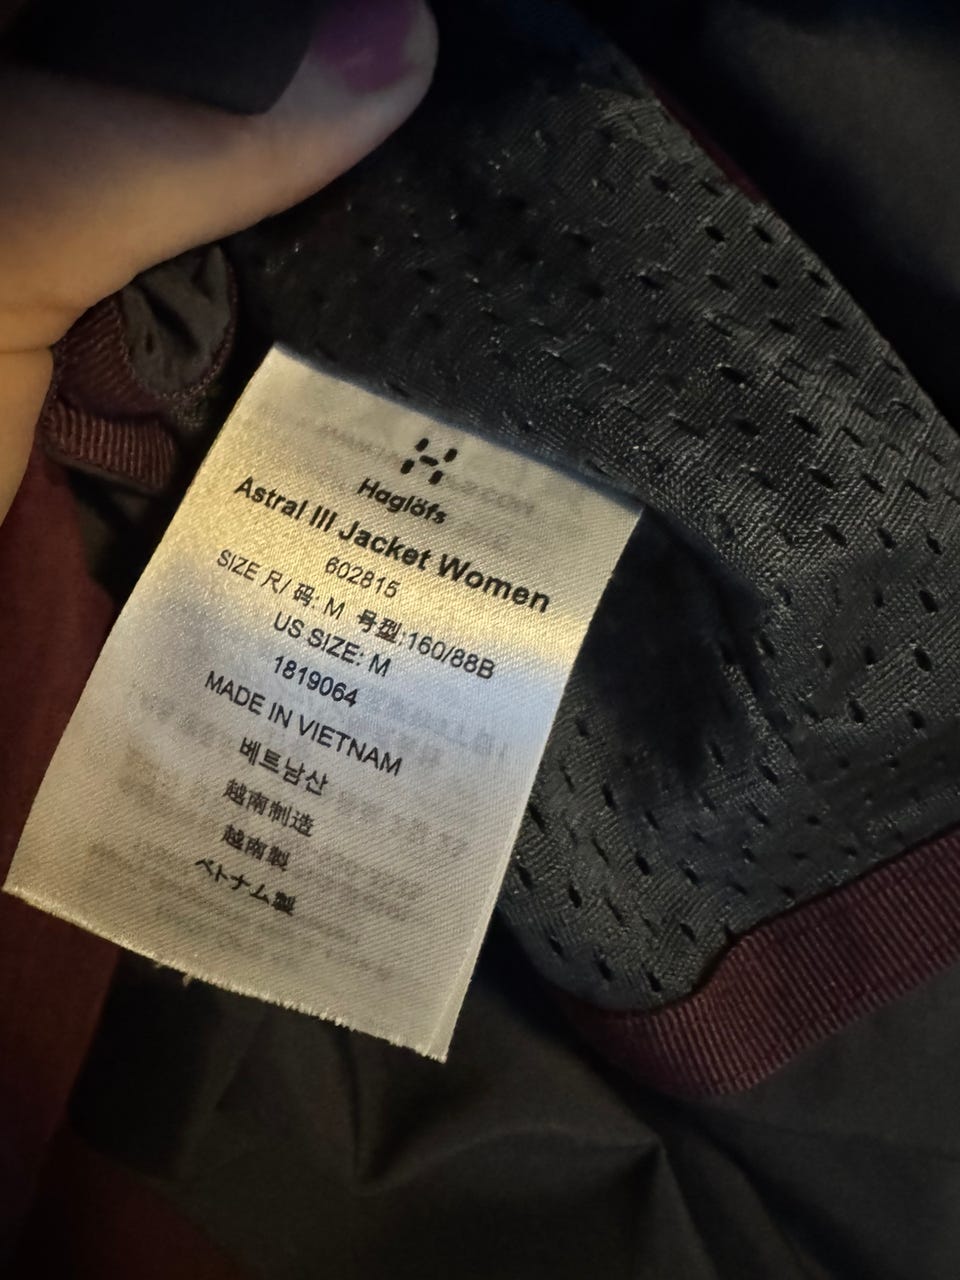 Haglöfs
Astral III Jacket Women
602815
SIZE 尺/ 码: M 号型:160/88B
US SIZE: M
1819064
MADE IN VIETNAM
베트남산
越南制造
越南製
ベトナム製